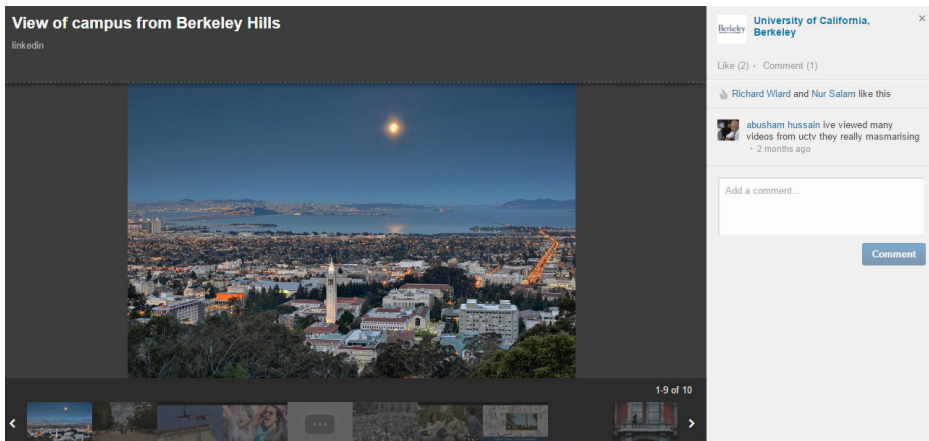 View of campus from Berkeley Hills
linkedin
Berkeley
University of California,
Berkeley
×
Like (2) · Comment (1)
Richard Wiard and Nur Salam like this
abusham hussain ive viewed many
videos from uctv they really masmarising
· 2 months ago
Add a comment...
Comment
1-9 of 10